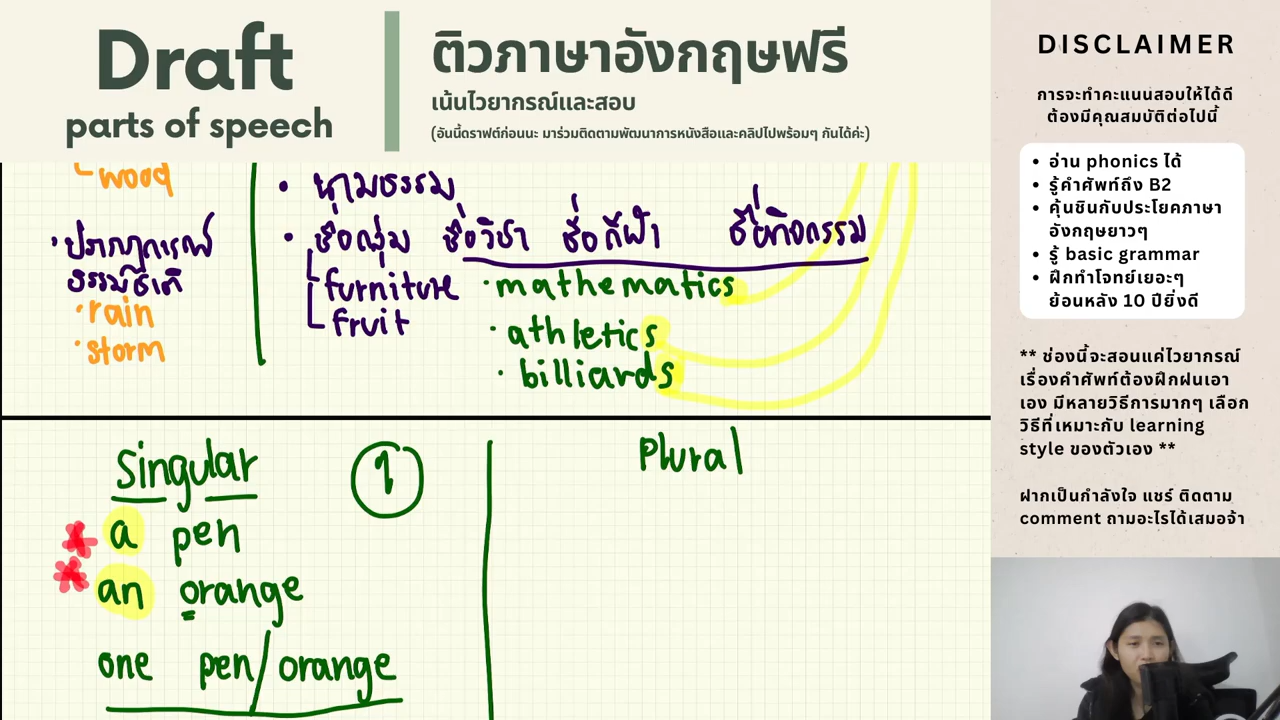 Draft
parts of speech
ติวภาษาอังกฤษฟรี
เน้นไวยากรณ์และสอบ
(อันนี้ดราฟต์ก่อนนะ มาร่วมติดตามพัฒนาการหนังสือและคลิปไปพร้อมๆ กันได้ค่ะ)
wood
• ปรากฏการณ์
ธรรมชาติ
• rain
• storm
• นามธรรม
• ชื่อกลุ่ม ชื่อวิชา ชื่อกีฬา ชื่อกิจกรรม
furniture
fruit
• mathematics
• athletics
• billiards
Singular 1
a pen
an orange
one pen/orange
Plural
DISCLAIMER
การจะทำคะแนนสอบให้ได้ดี
ต้องมีคุณสมบัติต่อไปนี้
• อ่าน phonics ได้
• รู้คำศัพท์ถึง B2
• คุ้นชินกับประโยคภาษา
อังกฤษยาวๆ
• รู้ basic grammar
• ฝึกทำโจทย์เยอะๆ
ย้อนหลัง 10 ปียิ่งดี
** ช่องนี้จะสอนแค่ไวยากรณ์
เรื่องคำศัพท์ต้องฝึกฝนเอา
เอง มีหลายวิธีการมากๆ เลือก
วิธีที่เหมาะกับ learning
style ของตัวเอง **
ฝากเป็นกำลังใจ แชร์ ติดตาม
comment ถามอะไรได้เสมอจ้า